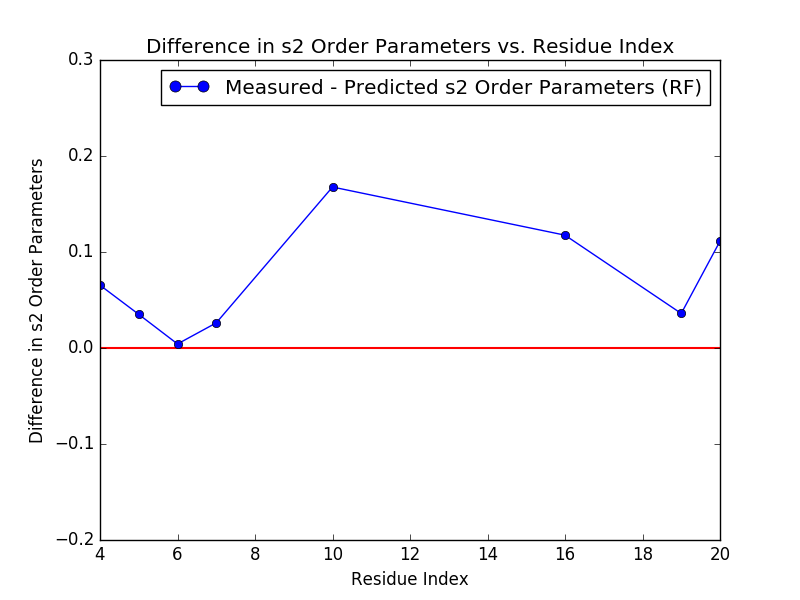 Difference in s2 Order Parameters vs. Residue Index
Measured - Predicted s2 Order Parameters (RF)
Difference in s2 Order Parameters
0.3
0.2
0.1
0.0
−0.1
−0.2
4 6 8 10 12 14 16 18 20
Residue Index